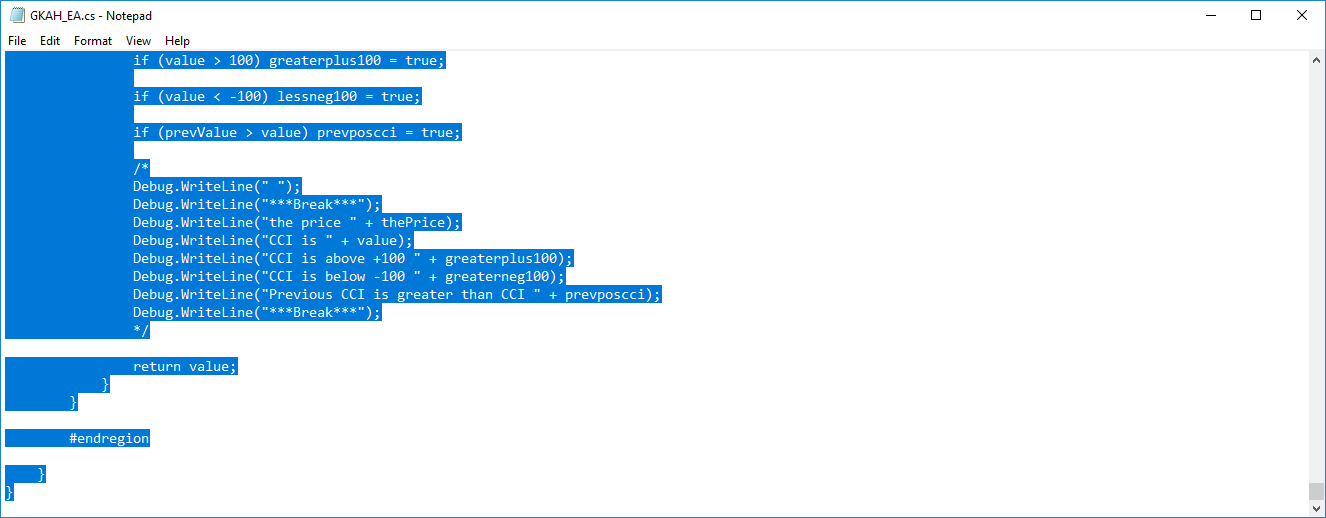 GKAH_EA.cs - Notepad
File Edit Format View Help
if (value > 100) greaterplus100 = true;
if (value < -100) lessneg100 = true;
if (prevValue > value) prevposcci = true;
/*
Debug.WriteLine(" ");
Debug.WriteLine("***Break***");
Debug.WriteLine("the price " + thePrice);
Debug.WriteLine("CCI is " + value);
Debug.WriteLine("CCI is above +100 " + greaterplus100);
Debug.WriteLine("CCI is below -100 " + greaterneg100);
Debug.WriteLine("Previous CCI is greater than CCI " + prevposcci);
Debug.WriteLine("***Break***");
*/
return value;
}
}
#endregion
}
}